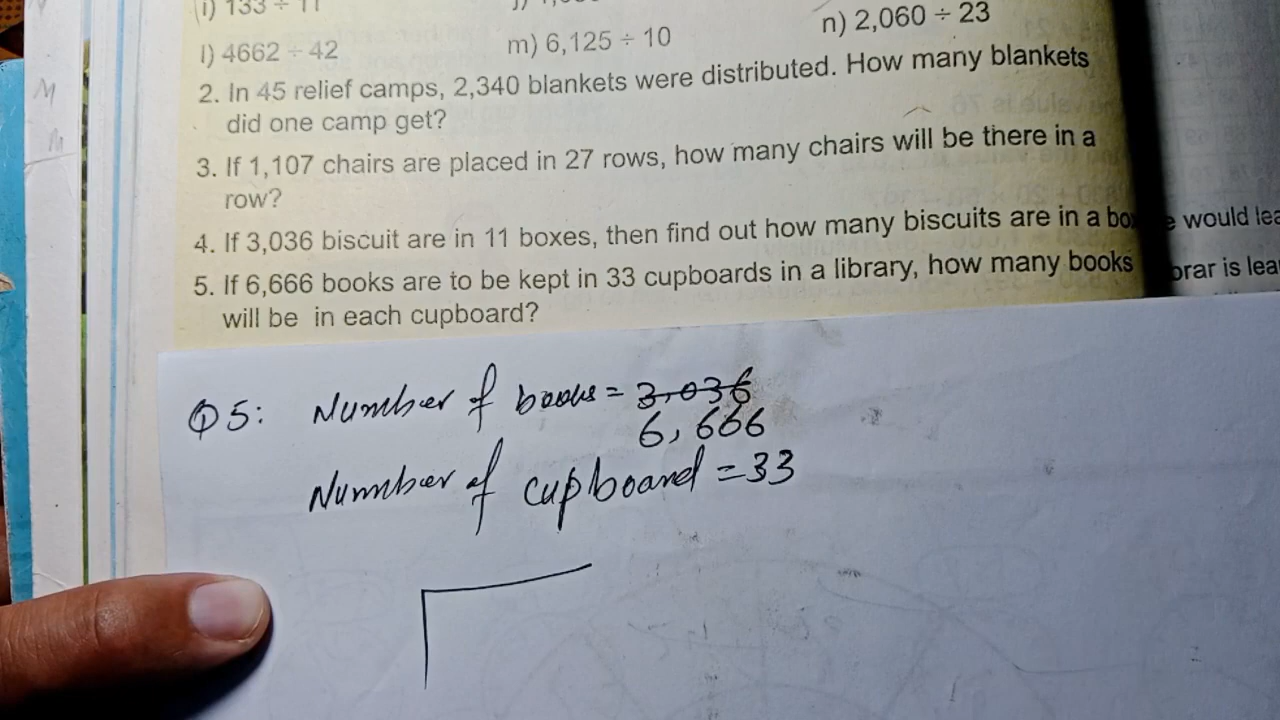 i) 133 ÷ 11
l) 4662 ÷ 42 m) 6,125 ÷ 10 n) 2,060 ÷ 23
2. In 45 relief camps, 2,340 blankets were distributed. How many blankets
did one camp get?
3. If 1,107 chairs are placed in 27 rows, how many chairs will be there in a
row?
4. If 3,036 biscuit are in 11 boxes, then find out how many biscuits are in a would
5. If 6,666 books are to be kept in 33 cupboards in a library, how many books is
will be in each cupboard?
Q5: Number of books = 3,036
6,666
Number of cupboard = 33